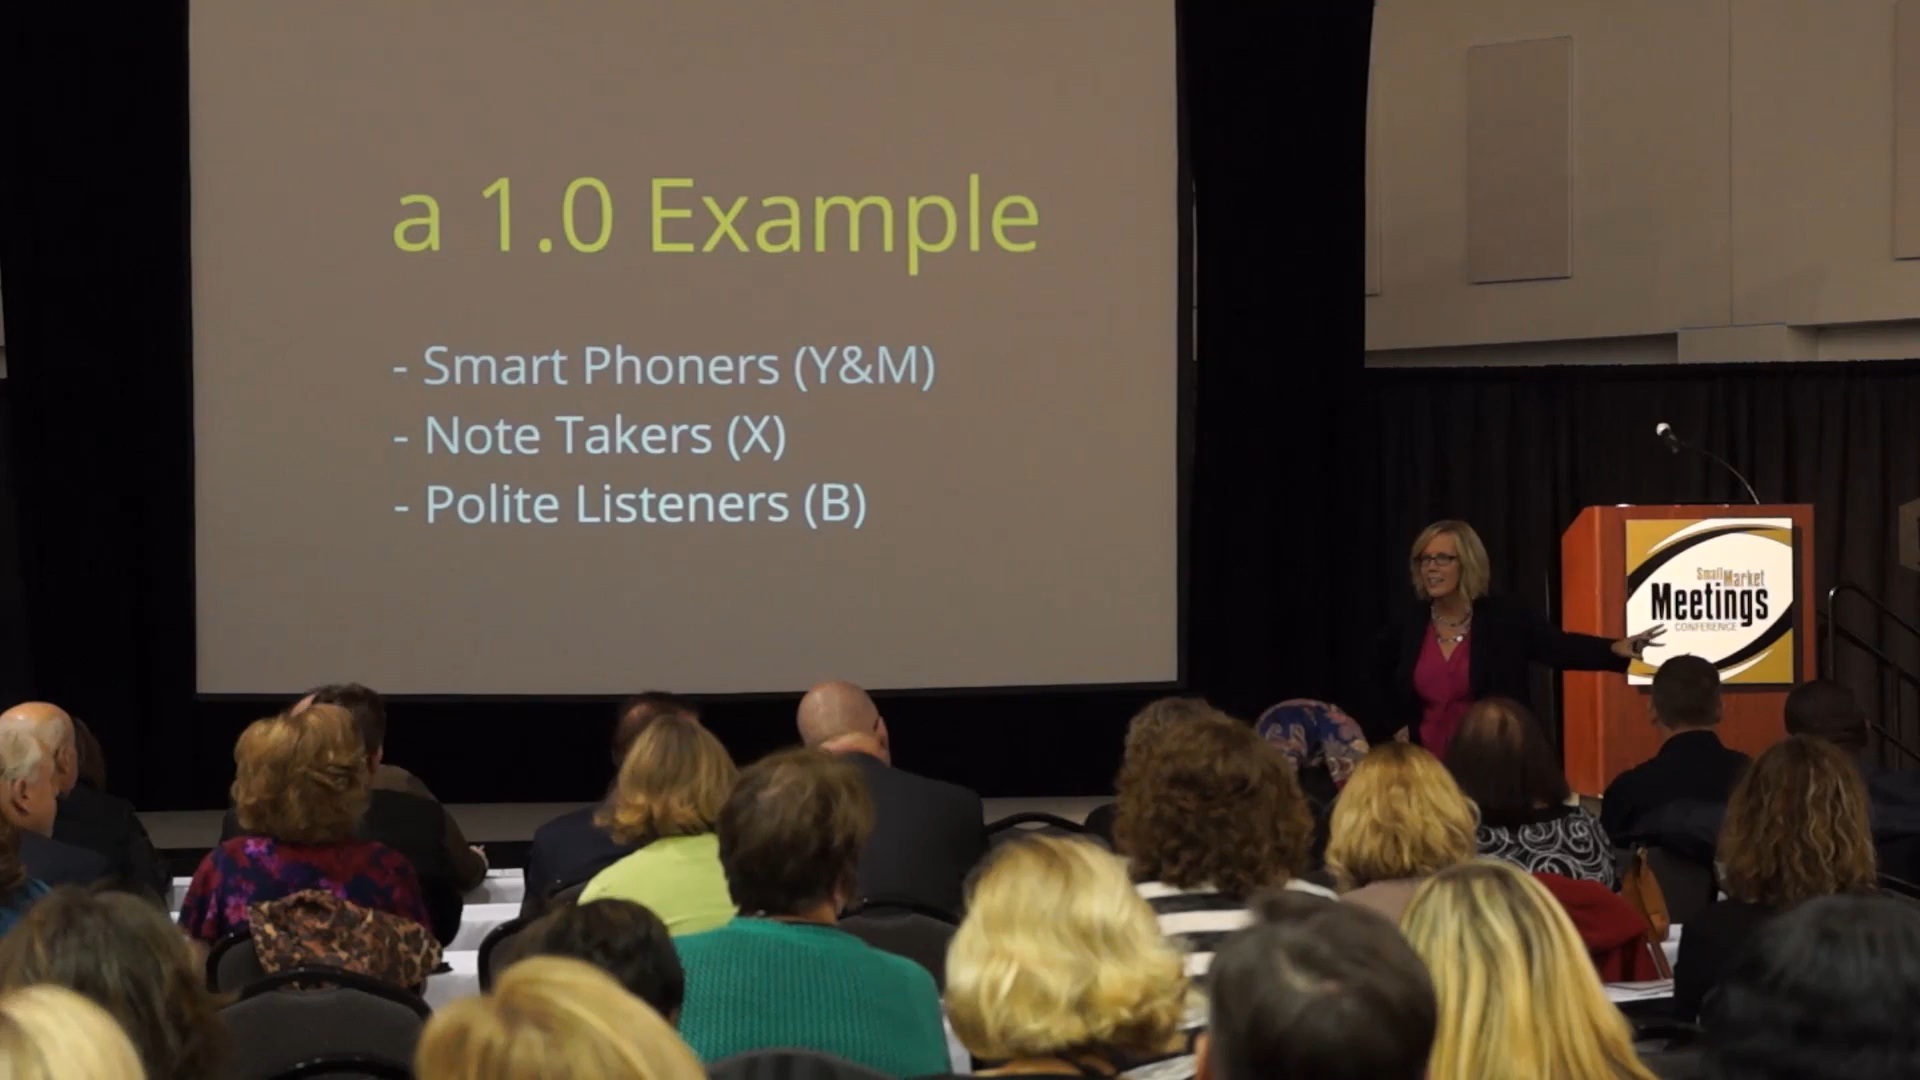 a 1.0 Example
- Smart Phoners (Y&M)
- Note Takers (X)
- Polite Listeners (B)
Small Market
Meetings
CONFERENCE